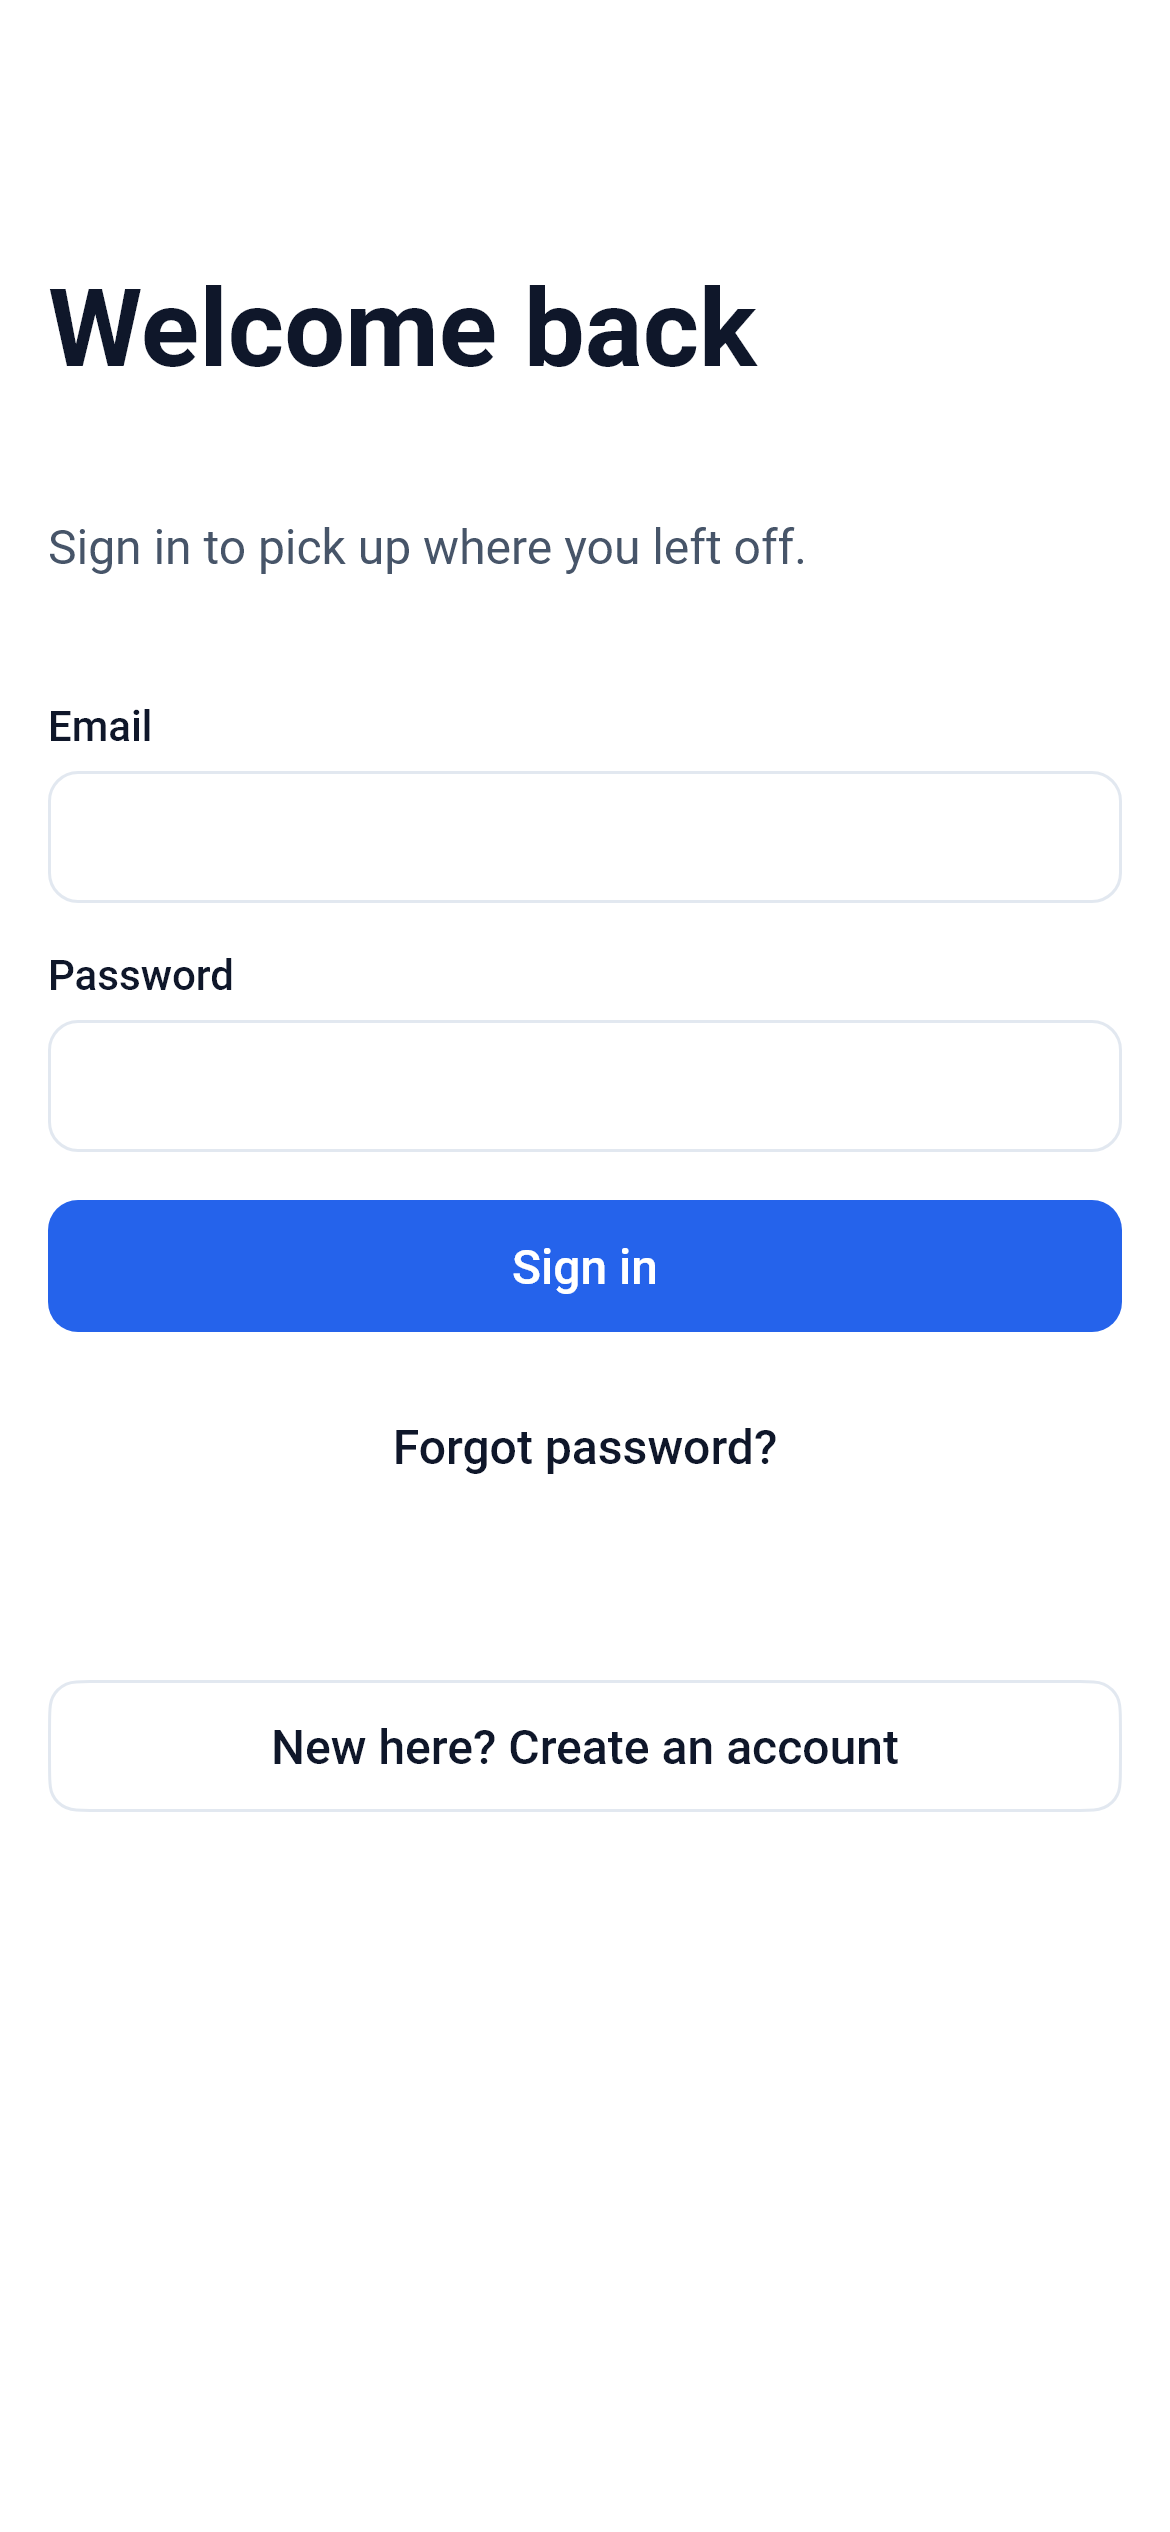 Welcome back
Sign in to pick up where you left off.
Email
Password
Sign in
Forgot password?
New here? Create an account